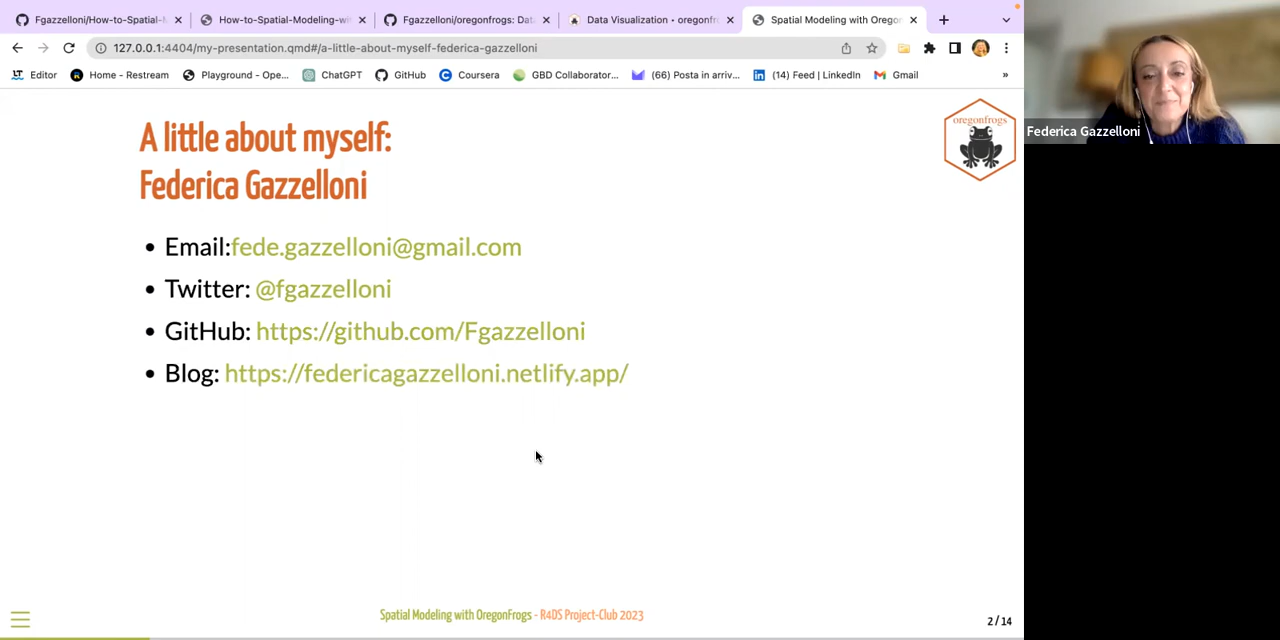 Fgazzelloni/How-to-Spatial-M
How-to-Spatial-Modeling-wi
Fgazzelloni/oregonfrogs: Dat
Data Visualization • oregonfr
Spatial Modeling with Oregon
127.0.0.1:4404/my-presentation.qmd#/a-little-about-myself-federica-gazzelloni
Editor
Home - Restream
Playground - Ope...
ChatGPT
GitHub
Coursera
GBD Collaborator...
(66) Posta in arriv...
(14) Feed | LinkedIn
Gmail
»
A little about myself:
Federica Gazzelloni
oregonfrogs
Federica Gazzelloni
• Email:fede.gazzelloni@gmail.com
• Twitter: @fgazzelloni
• GitHub: https://github.com/Fgazzelloni
• Blog: https://federicagazzelloni.netlify.app/
Spatial Modeling with OregonFrogs - R4DS Project-Club 2023
2 / 14